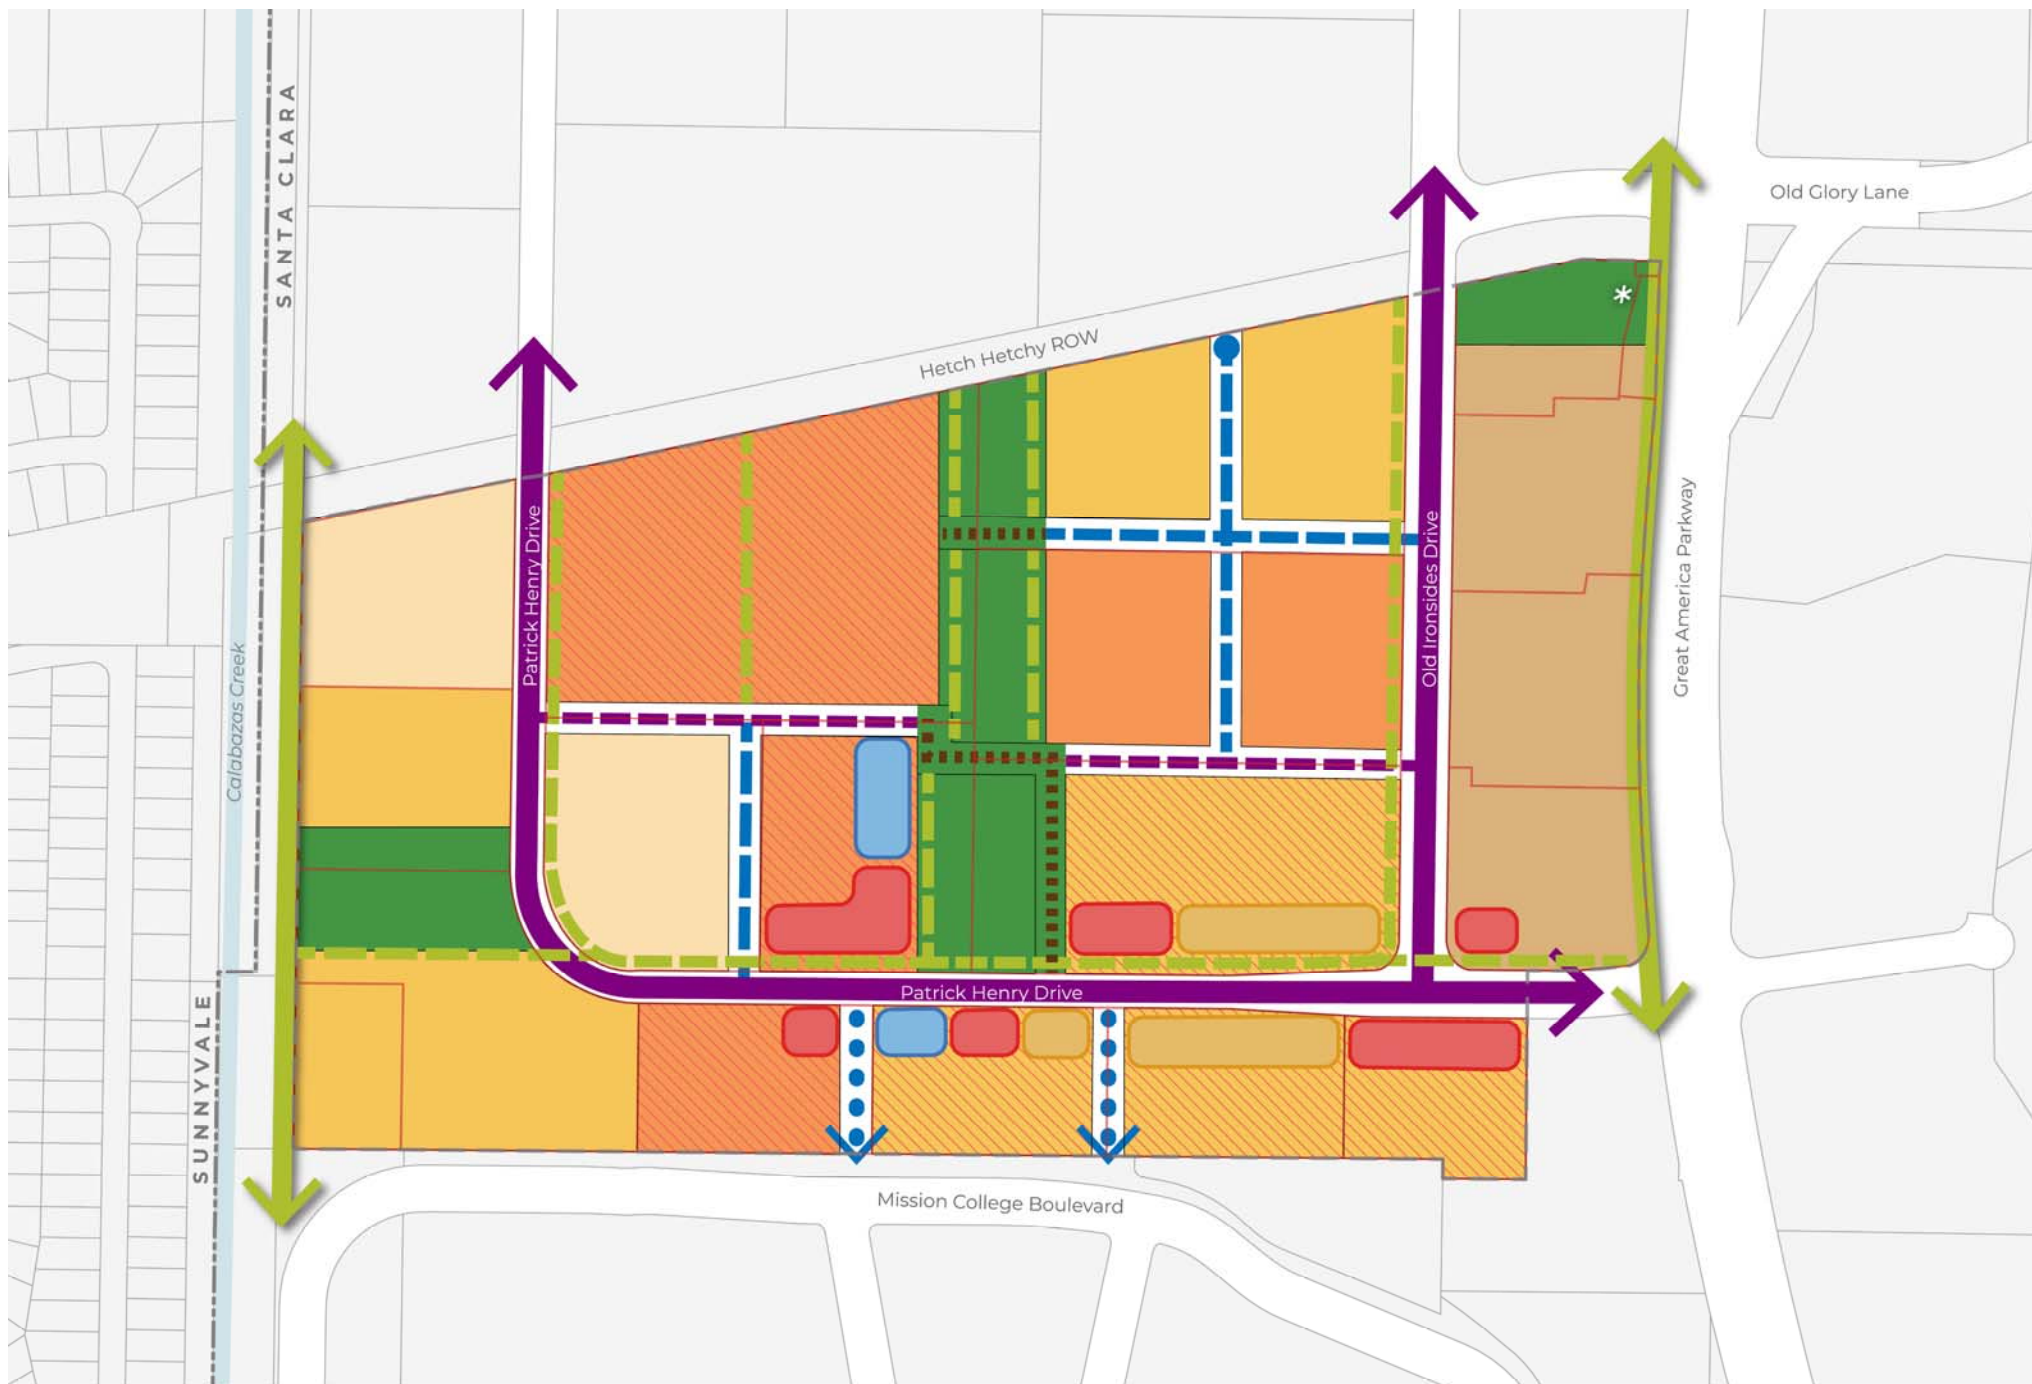 SANTA CLARA
Old Glory Lane
Hetch Hetchy ROW
*
Patrick Henry Drive
Old Ironsides Drive
Great America Parkway
Calabazas Creek
Patrick Henry Drive
SUNNYVALE
Mission College Boulevard